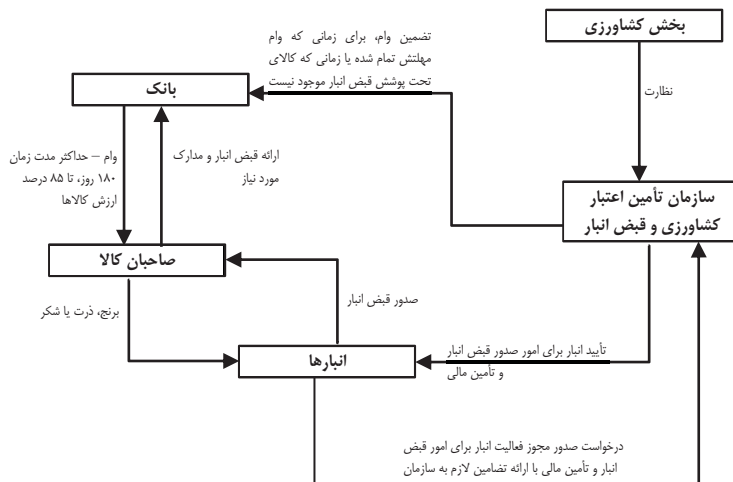 بخش کشاورزی
تضمین وام، برای زمانی که وام
مهلتش تمام شده یا زمانی که کالای
تحت پوشش قبض انبار موجود نیست
نظارت
بانک
وام – حداکثر مدت زمان
۱۸۰ روز، تا ۸۵ درصد
ارزش کالاها
ارائه قبض انبار و مدارک
مورد نیاز
سازمان تأمین اعتبار
کشاورزی و قبض انبار
صاحبان کالا
صدور قبض انبار
برنج، ذرت یا شکر
انبارها
تأیید انبار برای امور صدور قبض انبار
و تأمین مالی
درخواست صدور مجوز فعالیت انبار برای امور قبض
انبار و تأمین مالی با ارائه تضامین لازم به سازمان